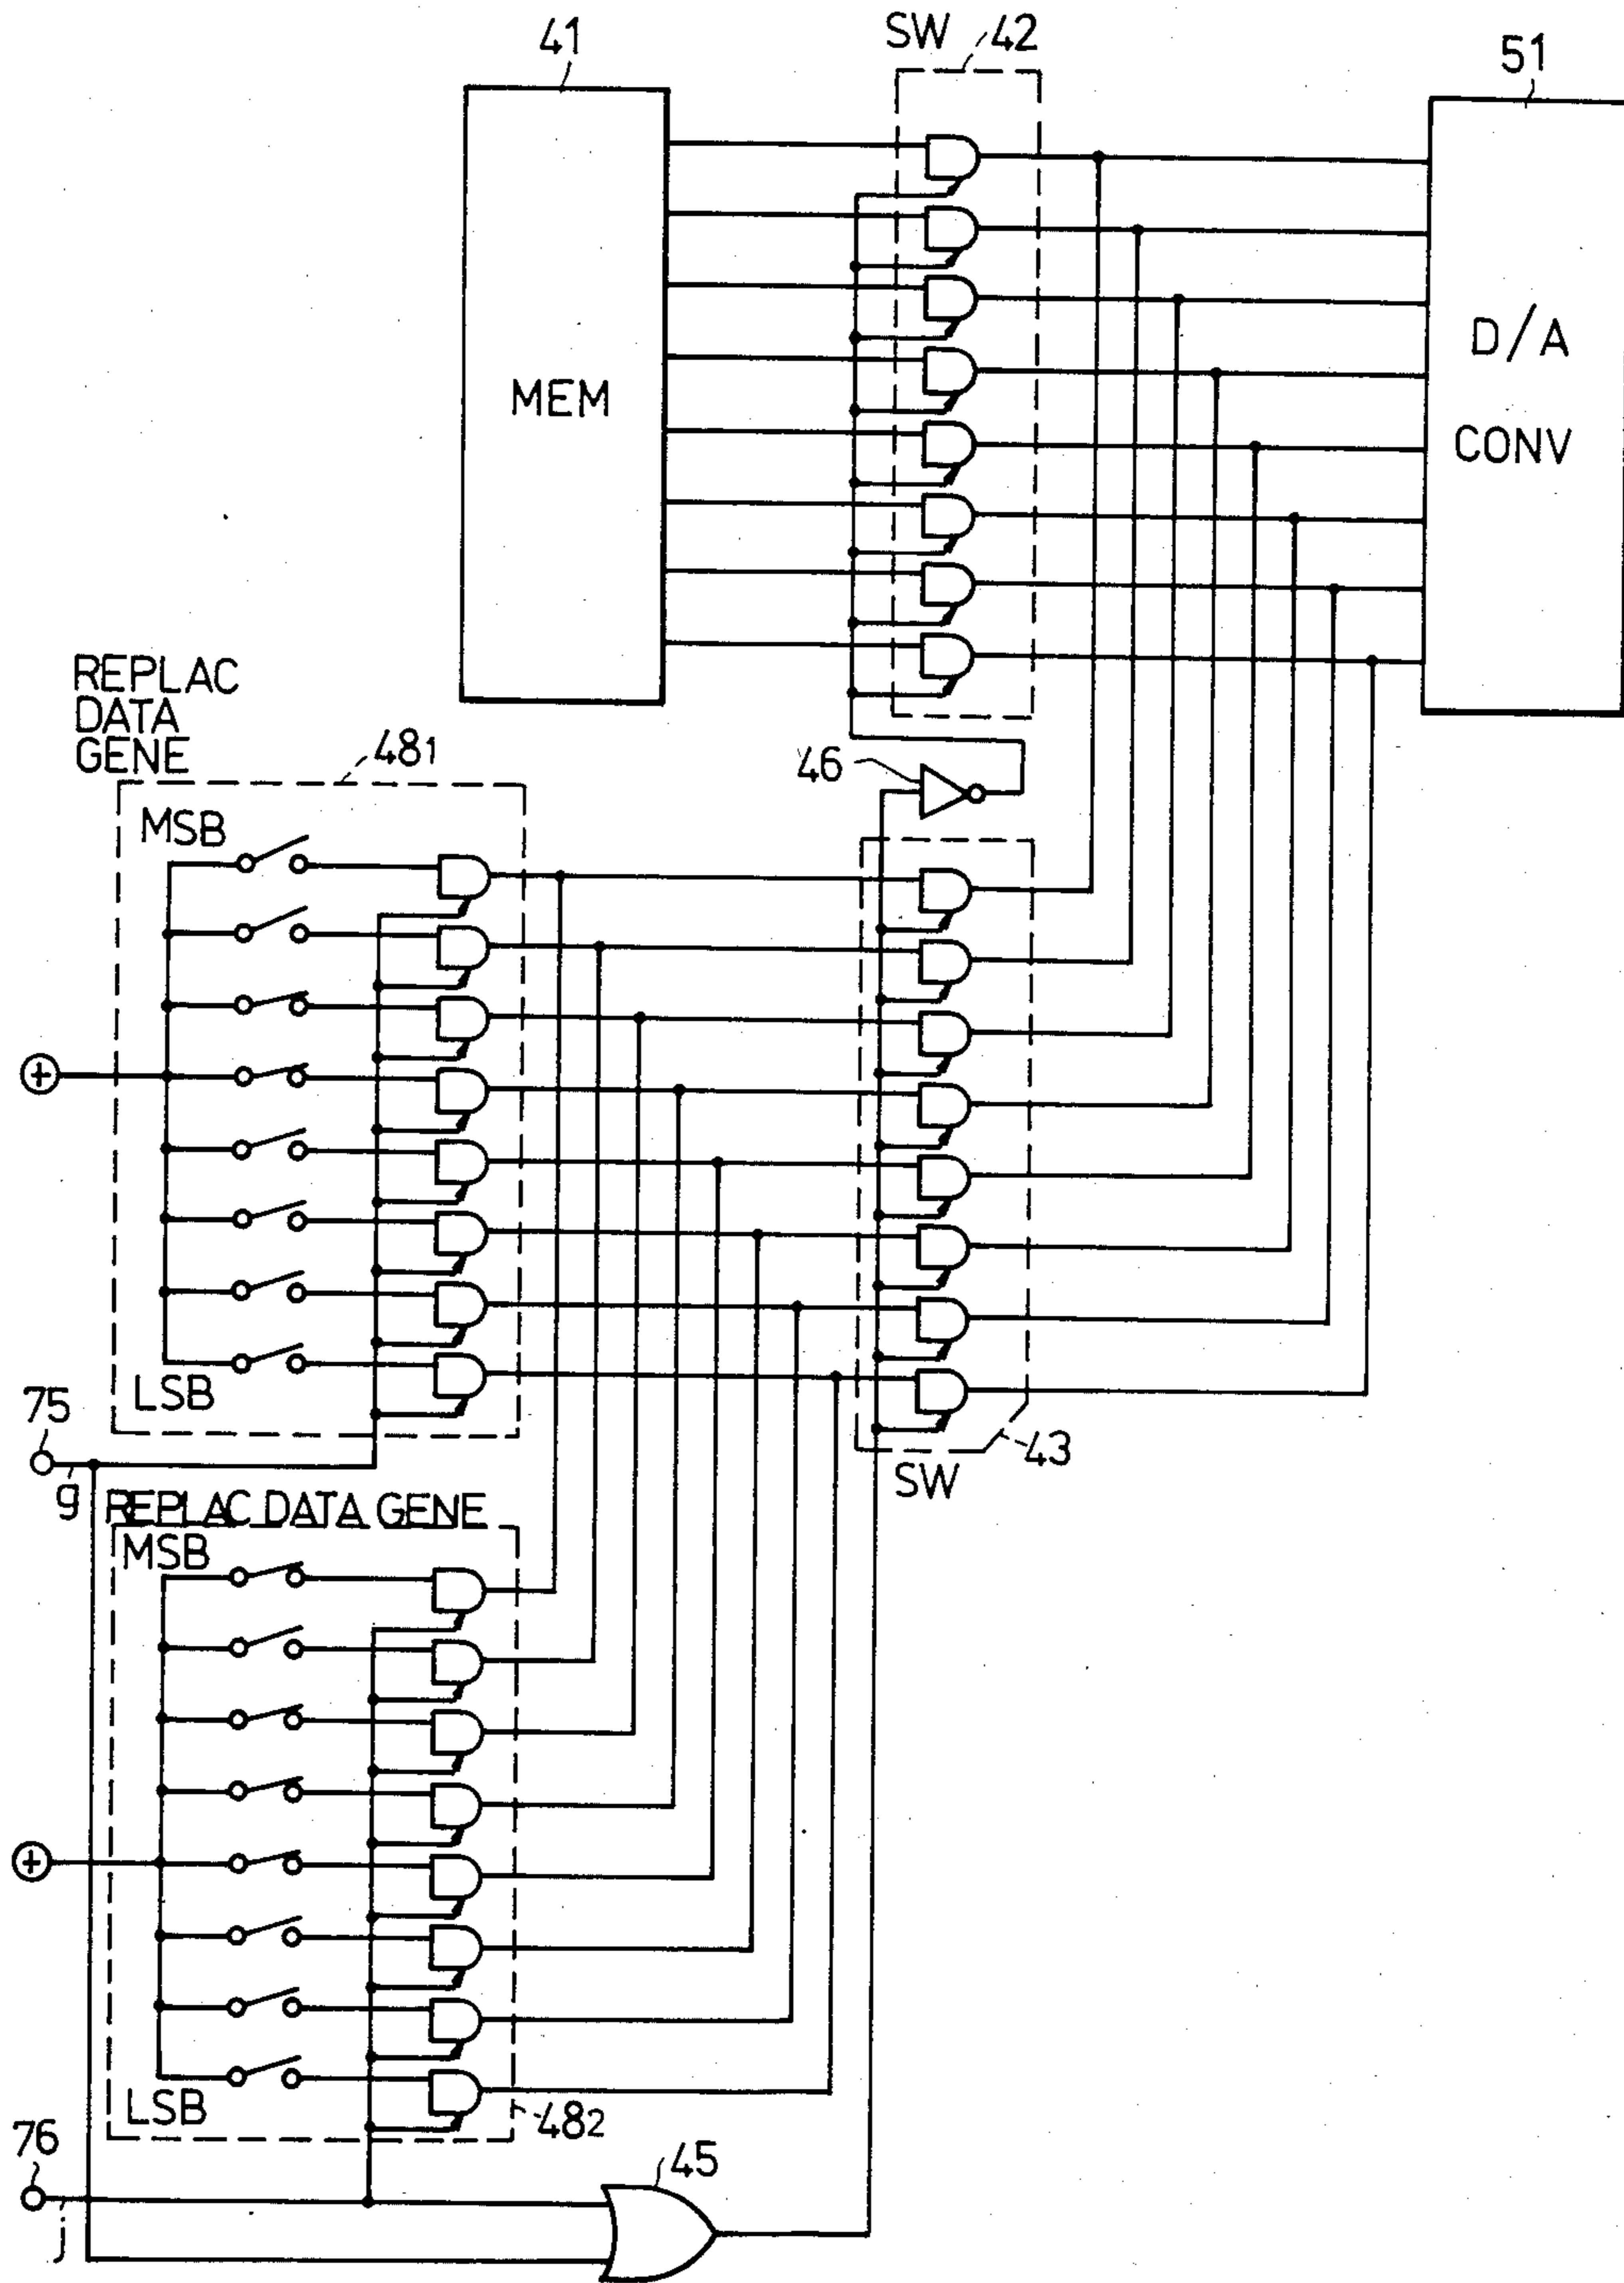 41
SW 42
51
MEM
D/A
CONV
REPLAC
DATA
GENE
481
46
MSB
LSB
75
g
43
SW
REPLAC DATA GENE
MSB
LSB
482
76
j
45